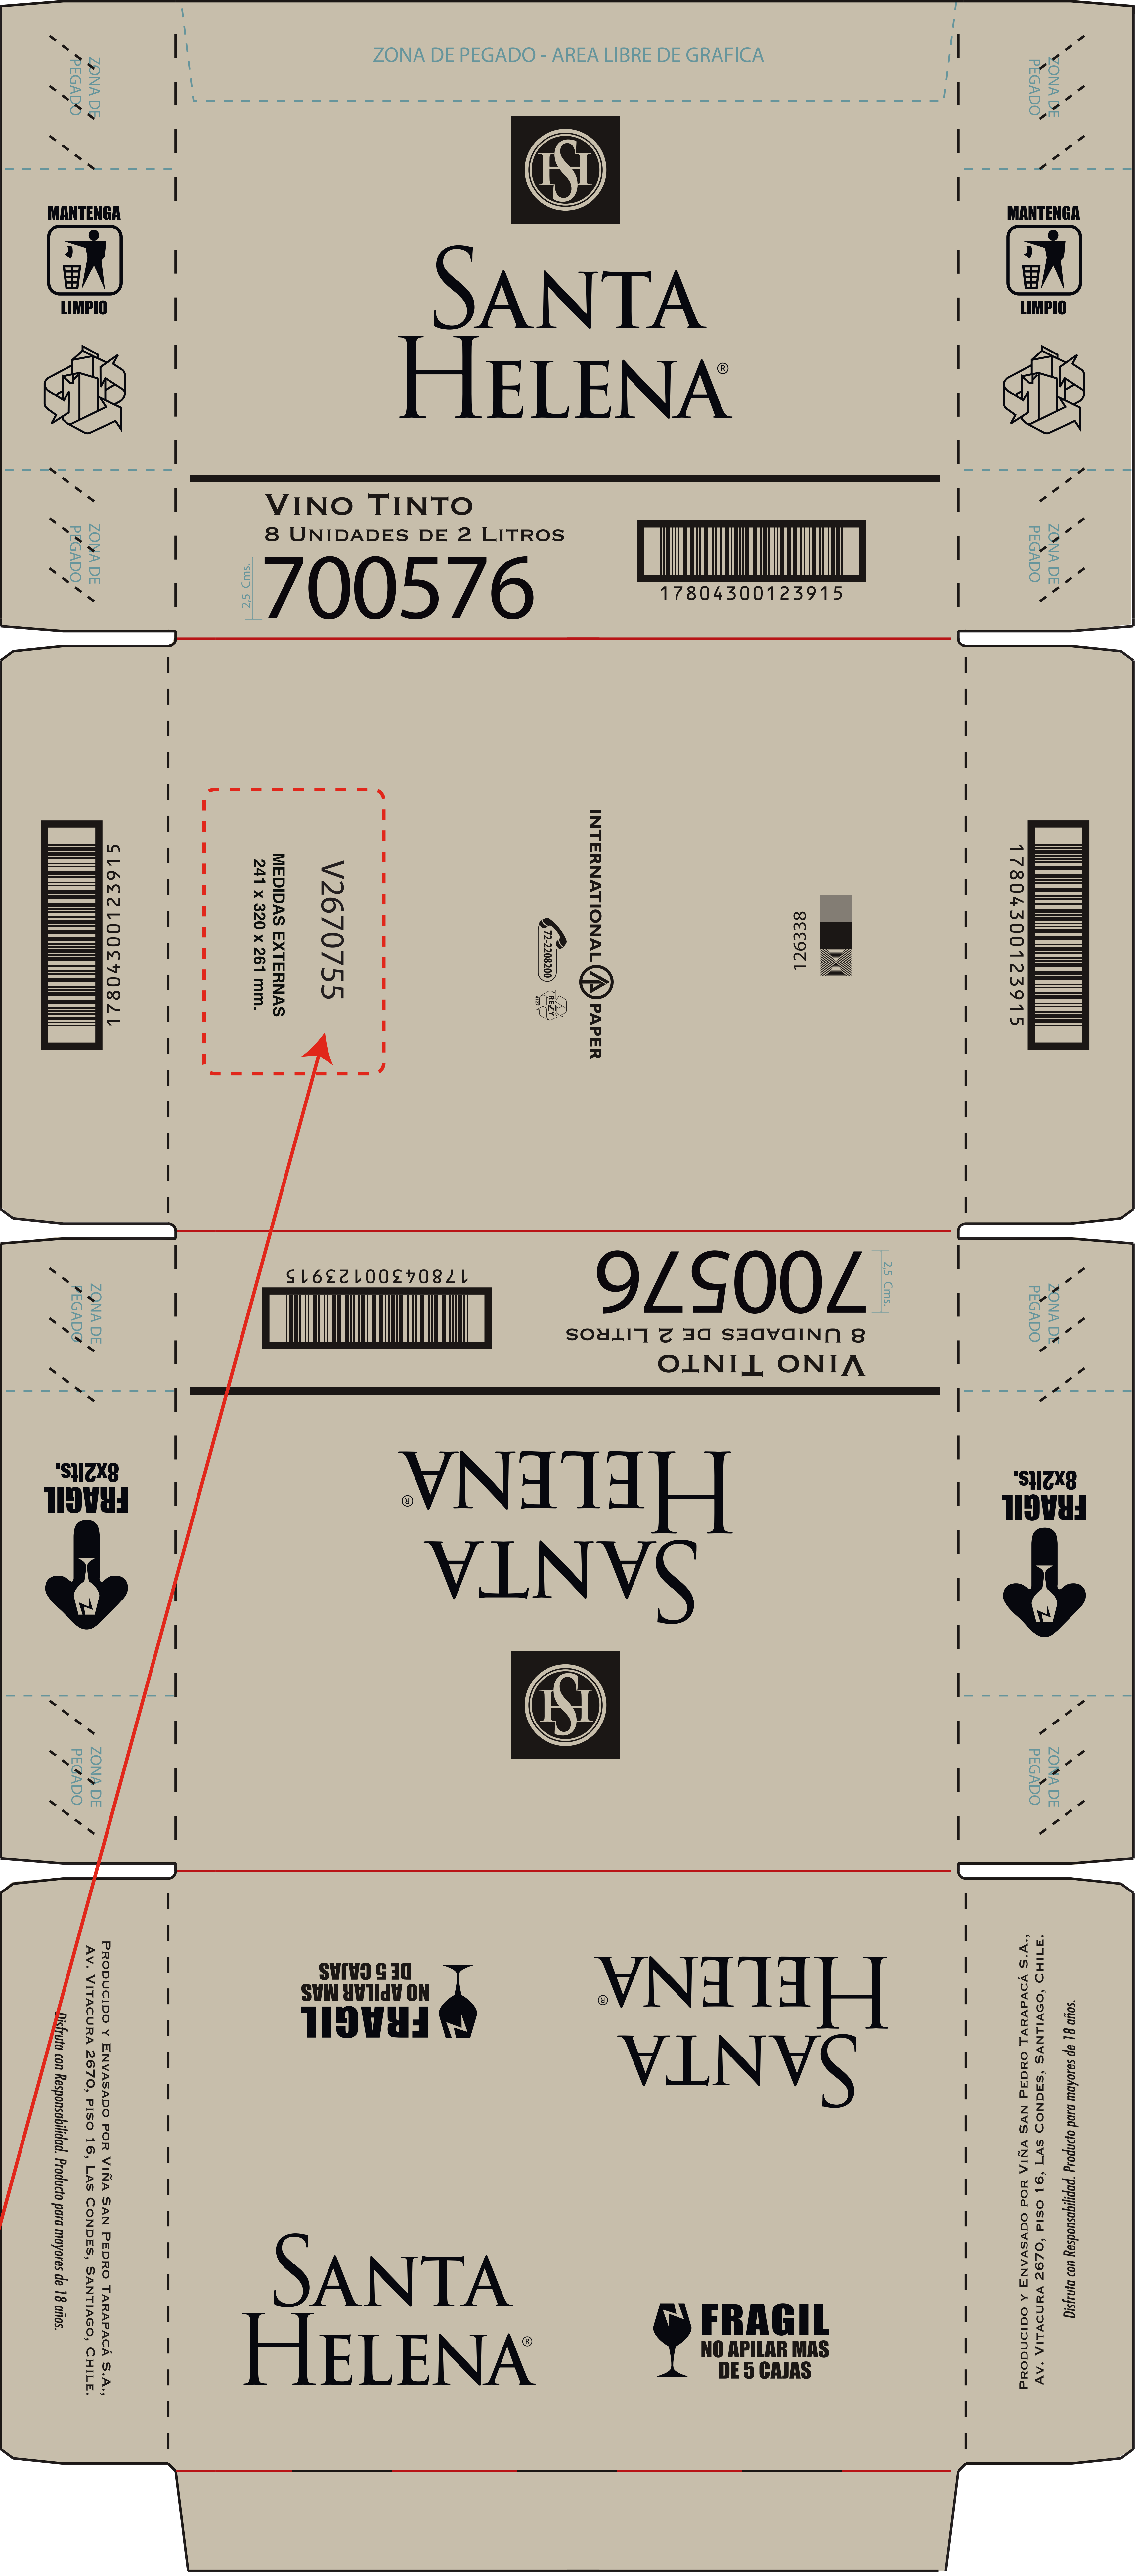 ZONA DE PEGADO - AREA LIBRE DE GRAFICA
ZONA DE
PEGADO
ZONA DE
PEGADO
SH
MANTENGA
LIMPIO
MANTENGA
LIMPIO
SANTA
HELENA®
VINO TINTO
8 UNIDADES DE 2 LITROS
2,5 Cms.
700576
17804300123915
ZONA DE
PEGADO
ZONA DE
PEGADO
17804300123915
V2670755
MEDIDAS EXTERNAS
241 x 320 x 261 mm.
INTERNATIONAL PAPER
72-2208200
REZY
126338
17804300123915
17804300123915
VINO TINTO
8 UNIDADES DE 2 LITROS
700576
2,5 Cms.
ZONA DE
PEGADO
ZONA DE
PEGADO
FRAGIL
8x2lts.
FRAGIL
8x2lts.
SANTA
HELENA®
SH
ZONA DE
PEGADO
ZONA DE
PEGADO
FRAGIL
NO APILAR MAS
DE 5 CAJAS
SANTA
HELENA®
PRODUCIDO Y ENVASADO POR VIÑA SAN PEDRO TARAPACÁ S.A.,
AV. VITACURA 2670, PISO 16, LAS CONDES, SANTIAGO, CHILE.
Disfruta con Responsabilidad. Producto para mayores de 18 años.
PRODUCIDO Y ENVASADO POR VIÑA SAN PEDRO TARAPACÁ S.A.,
AV. VITACURA 2670, PISO 16, LAS CONDES, SANTIAGO, CHILE.
Disfruta con Responsabilidad. Producto para mayores de 18 años.
SANTA
HELENA®
FRAGIL
NO APILAR MAS
DE 5 CAJAS